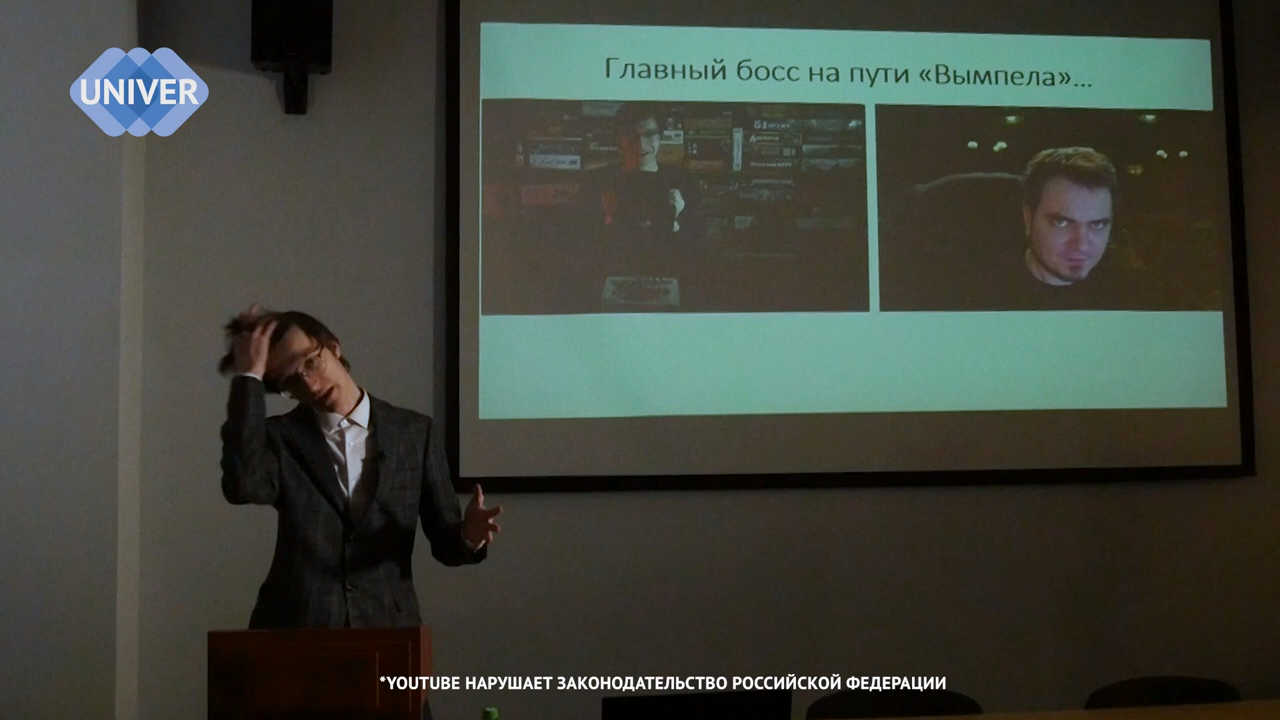 UNIVER
Главный босс на пути «Вымпела»...
*YOUTUBE НАРУШАЕТ ЗАКОНОДАТЕЛЬСТВО РОССИЙСКОЙ ФЕДЕРАЦИИ